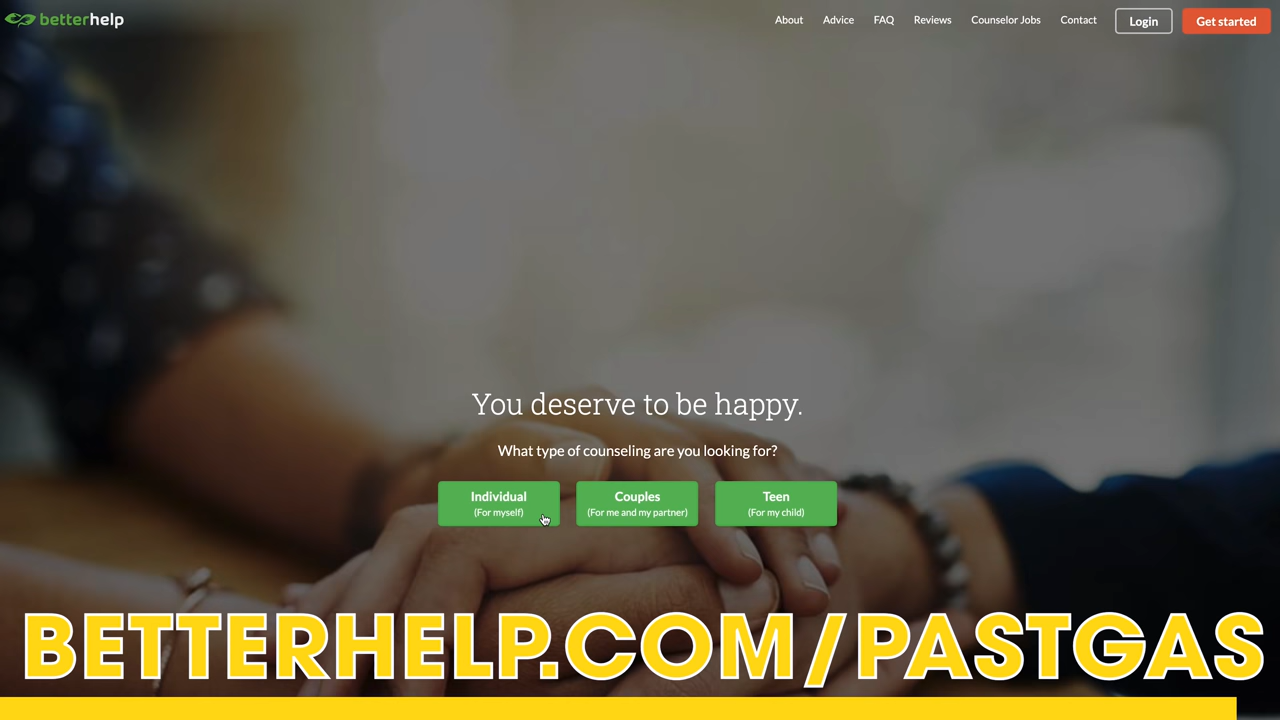 betterhelp
About Advice FAQ Reviews Counselor Jobs Contact Login Get started
You deserve to be happy.
What type of counseling are you looking for?
Individual Couples Teen
(For myself) (For me and my partner) (For my child)
BETTERHELP.COM/PASTGAS